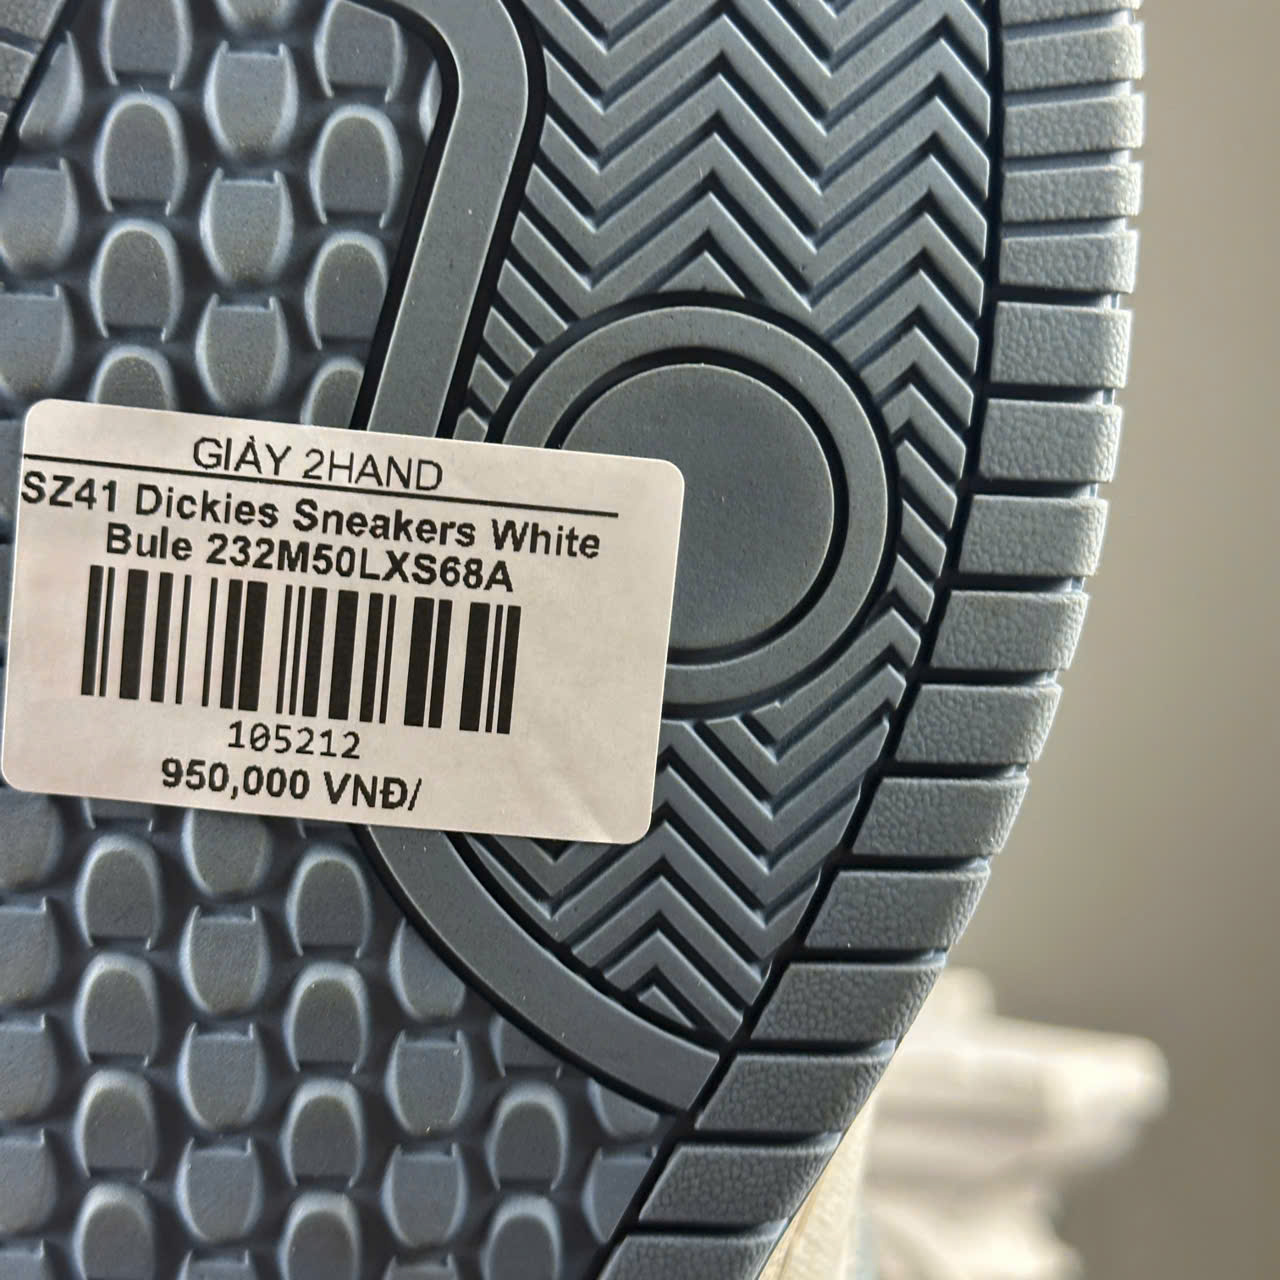 GIÀY 2HAND
SZ41 Dickies Sneakers White
Bule 232M50LXS68A
105212
950,000 VNĐ/